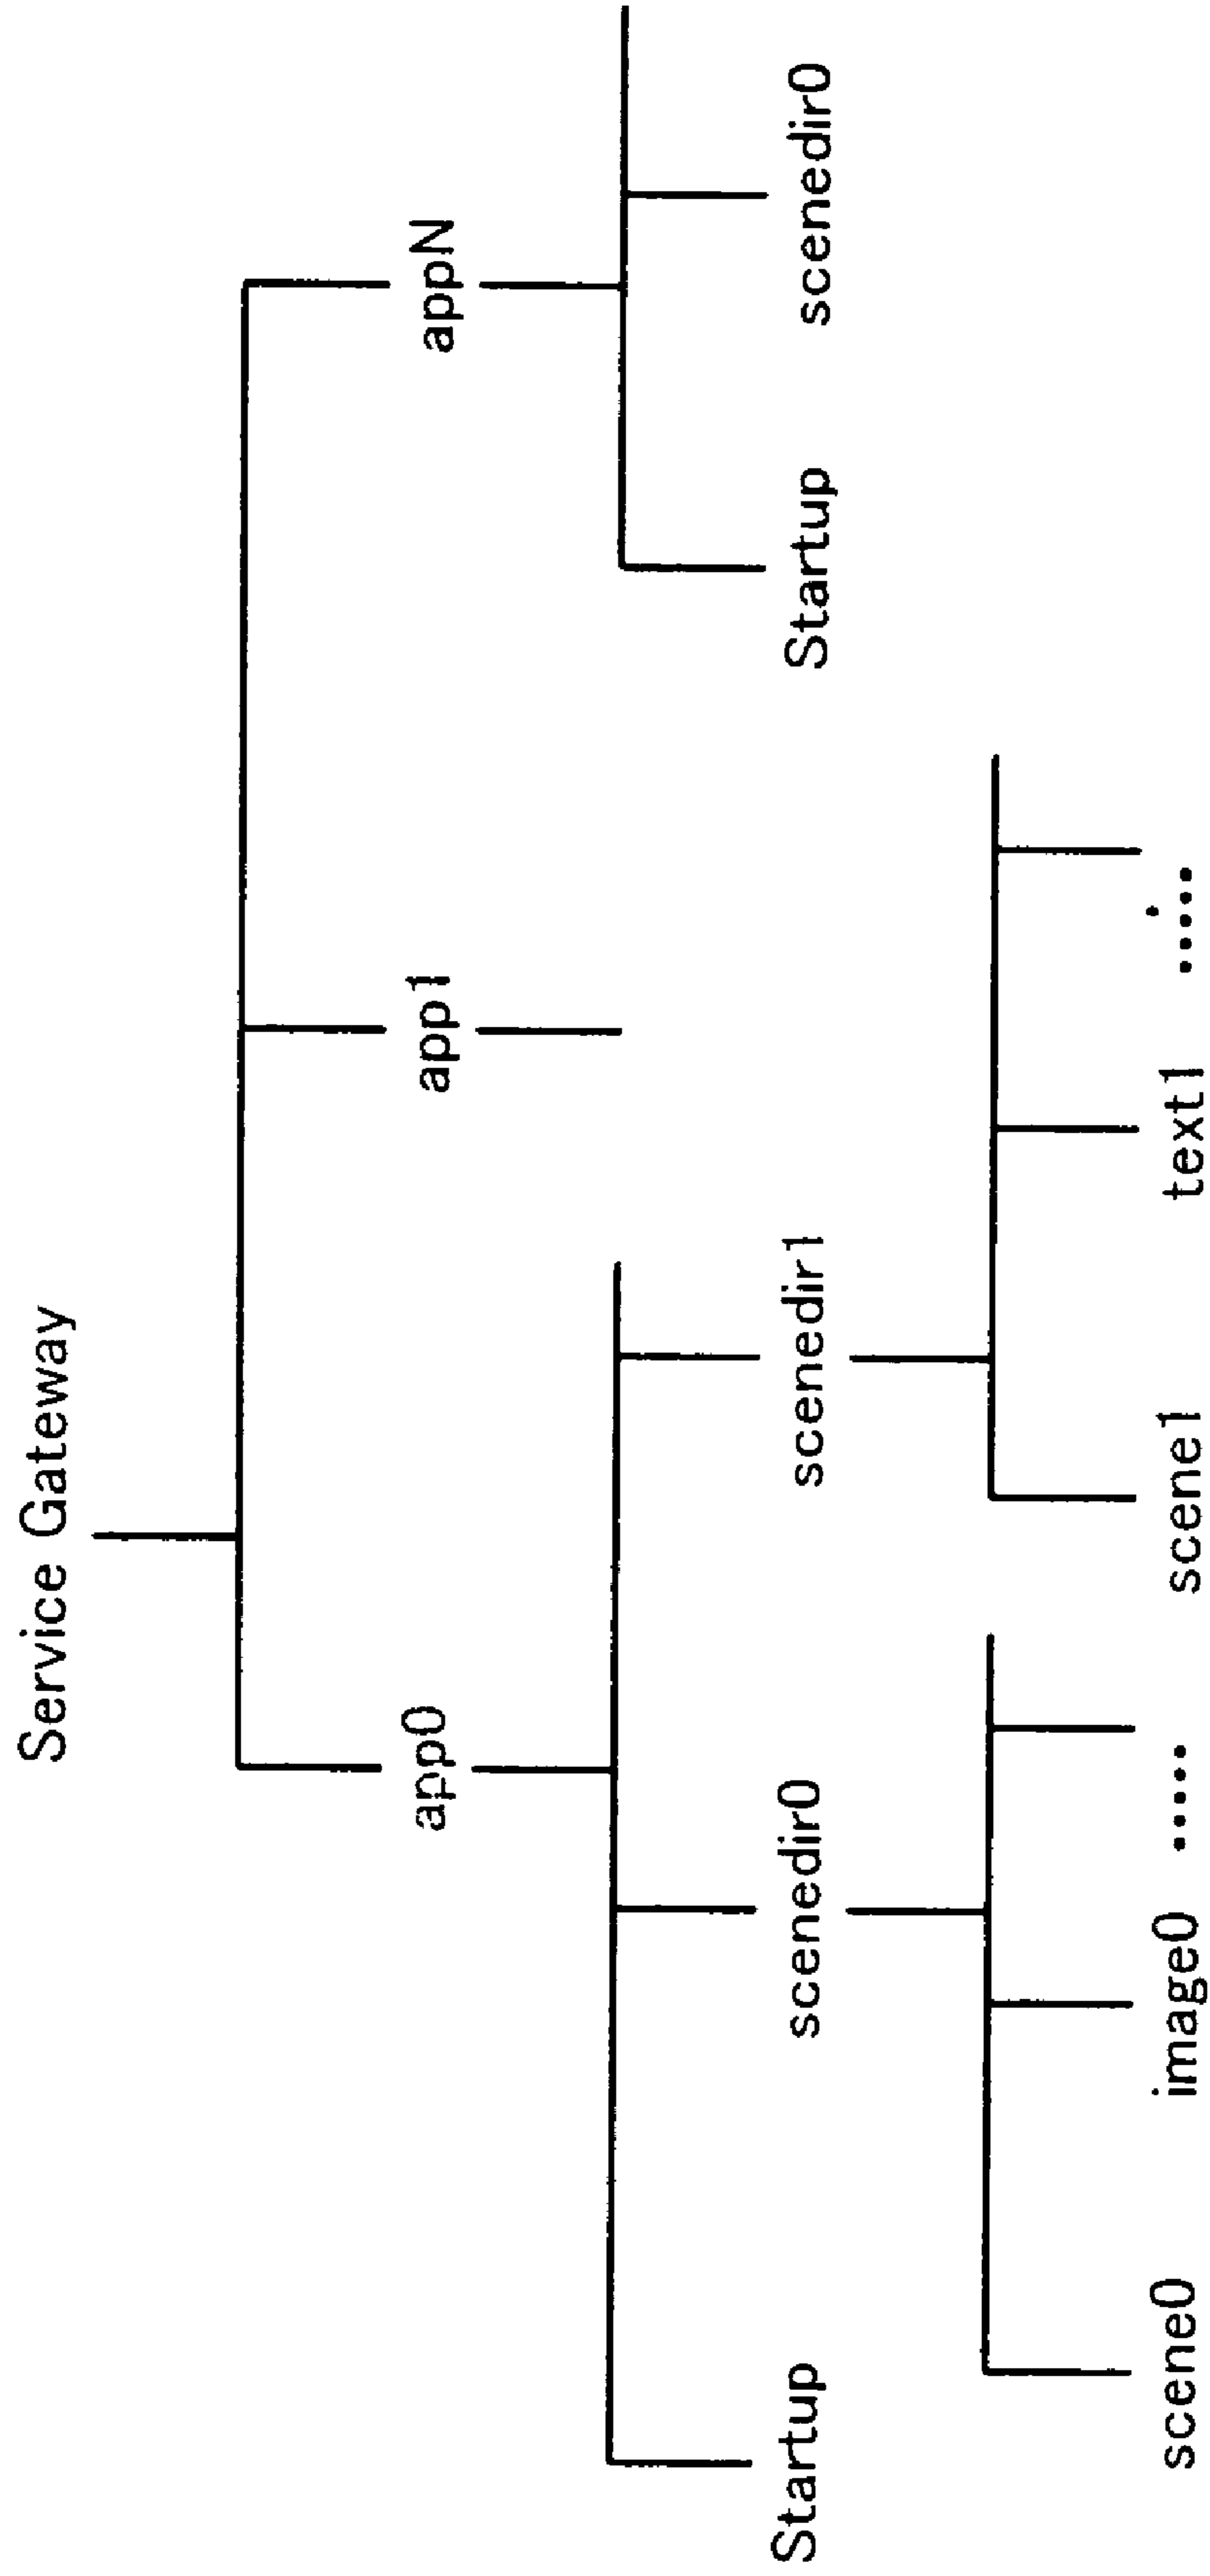 Service Gateway
app0 app1 appN
Startup scenedir0 scenedir1 Startup scenedir0
scene0 image0 ..... scene1 text1 .....